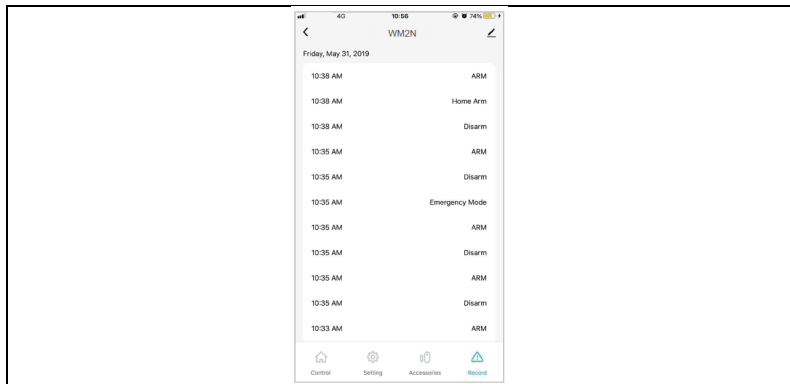 4G 10:56 74%
WM2N
Friday, May 31, 2019
10:38 AM ARM
10:38 AM Home Arm
10:38 AM Disarm
10:35 AM ARM
10:35 AM Disarm
10:35 AM Emergency Mode
10:35 AM ARM
10:35 AM Disarm
10:35 AM ARM
10:35 AM Disarm
10:33 AM ARM
Control Setting Accessories Record